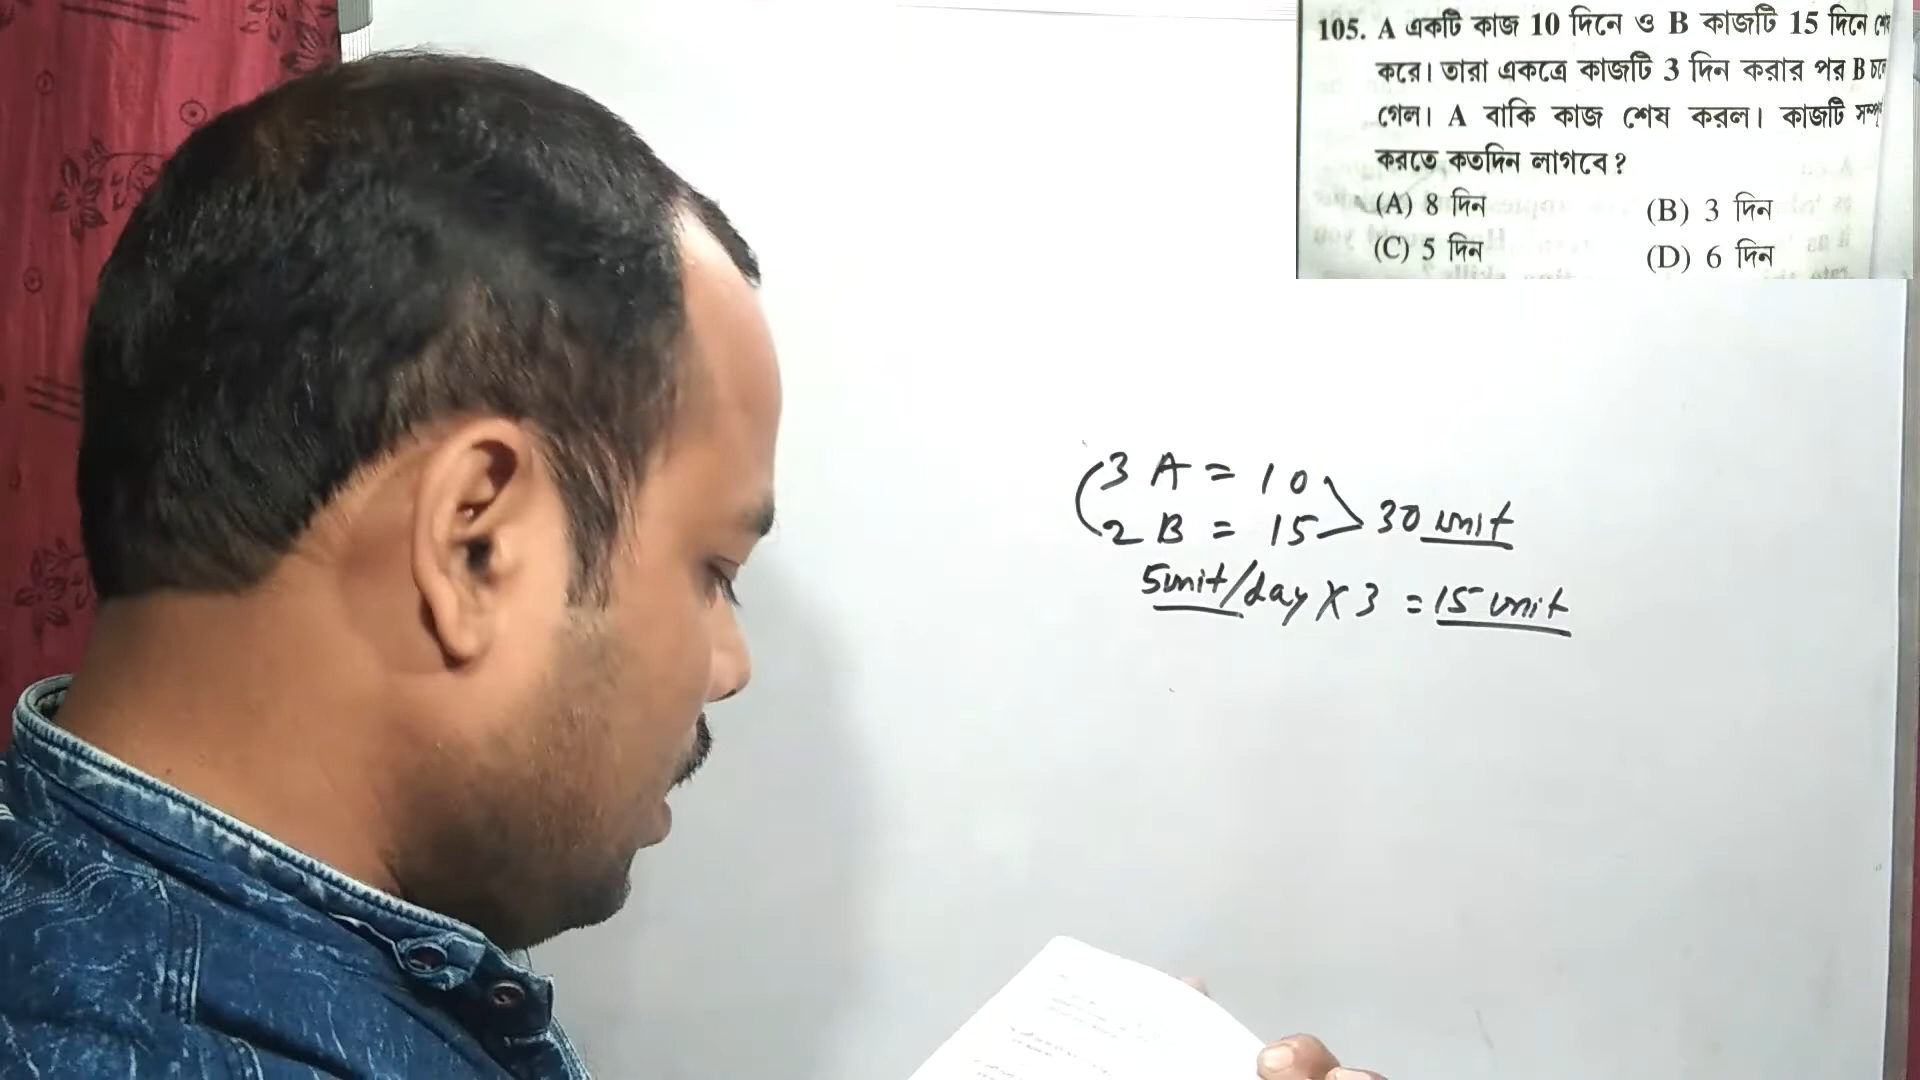 105. A একটি কাজ 10 দিনে ও B কাজটি 15 দিনে
করে। তারা একত্রে কাজটি 3 দিন করার পর B
গেল। A বাকি কাজ শেষ করল। কাজটি
করতে কতদিন লাগবে?
(A) 8 দিন (B) 3 দিন
(C) 5 দিন (D) 6 দিন
3 A = 10
2 B = 15 30 unit
5unit/day X 3 = 15 unit